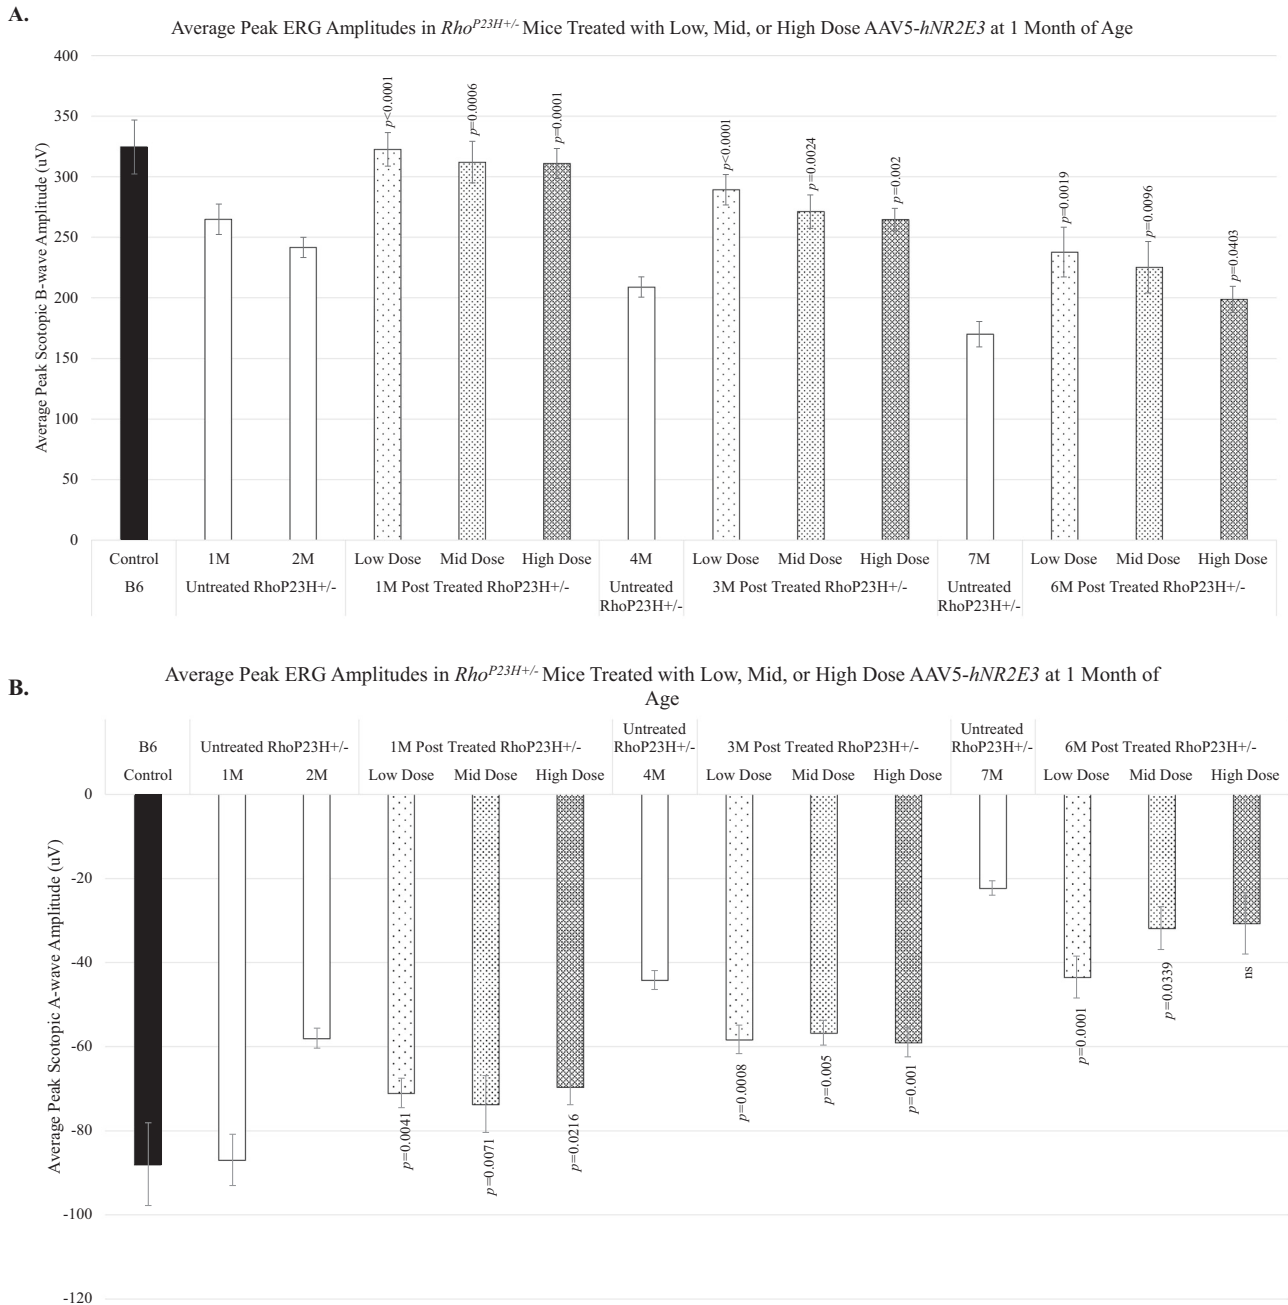 A.
Average Peak ERG Amplitudes in RhoP23H+/- Mice Treated with Low, Mid, or High Dose AAV5-hNR2E3 at 1 Month of Age
Average Peak Scotopic B-wave Amplitude (uV)
400
350
300
250
200
150
100
50
0
p<0.0001
p=0.0006
p=0.0001
p<0.0001
p=0.0024
p=0.002
p=0.0019
p=0.0096
p=0.0403
Control 1M 2M Low Dose Mid Dose High Dose 4M Low Dose Mid Dose High Dose 7M Low Dose Mid Dose High Dose
B6 Untreated RhoP23H+/- 1M Post Treated RhoP23H+/- Untreated 3M Post Treated RhoP23H+/- Untreated 6M Post Treated RhoP23H+/-
RhoP23H+/- RhoP23H+/-
B.
Average Peak ERG Amplitudes in RhoP23H+/- Mice Treated with Low, Mid, or High Dose AAV5-hNR2E3 at 1 Month of
Age
Untreated Untreated
B6 Untreated RhoP23H+/- 1M Post Treated RhoP23H+/- RhoP23H+/- 3M Post Treated RhoP23H+/- RhoP23H+/- 6M Post Treated RhoP23H+/-
Control 1M 2M Low Dose Mid Dose High Dose 4M Low Dose Mid Dose High Dose 7M Low Dose Mid Dose High Dose
Average Peak Scotopic A-wave Amplitude (uV)
0
-20
-40
-60
-80
-100
-120
p=0.0041
p=0.0071
p=0.0216
p=0.0008
p=0.005
p=0.001
p=0.0001
p=0.0339
ns